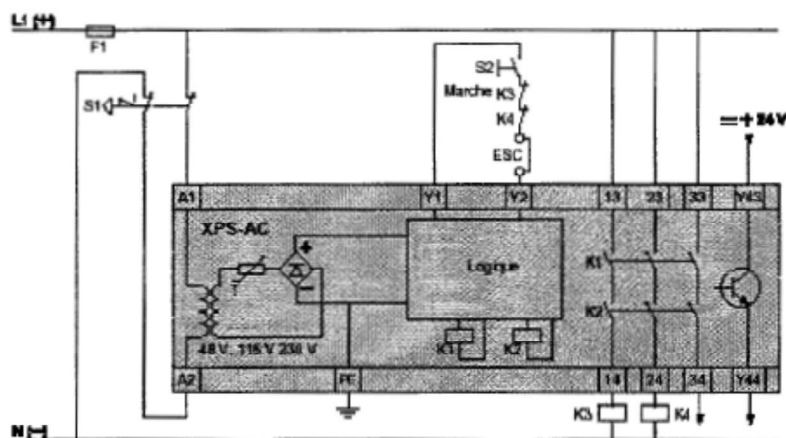 L1 (+)
F1
S2
Marche K3
S1
K4
ESC
=+ 24V
A1 Y1 Y2 13 23 33 Y43
XPS-AC
+
Logique
K1
-
K2
48 V.. 115 V 230 V
K1 K2
A2 PE 14 24 34 Y44
K3 K4
N (-)